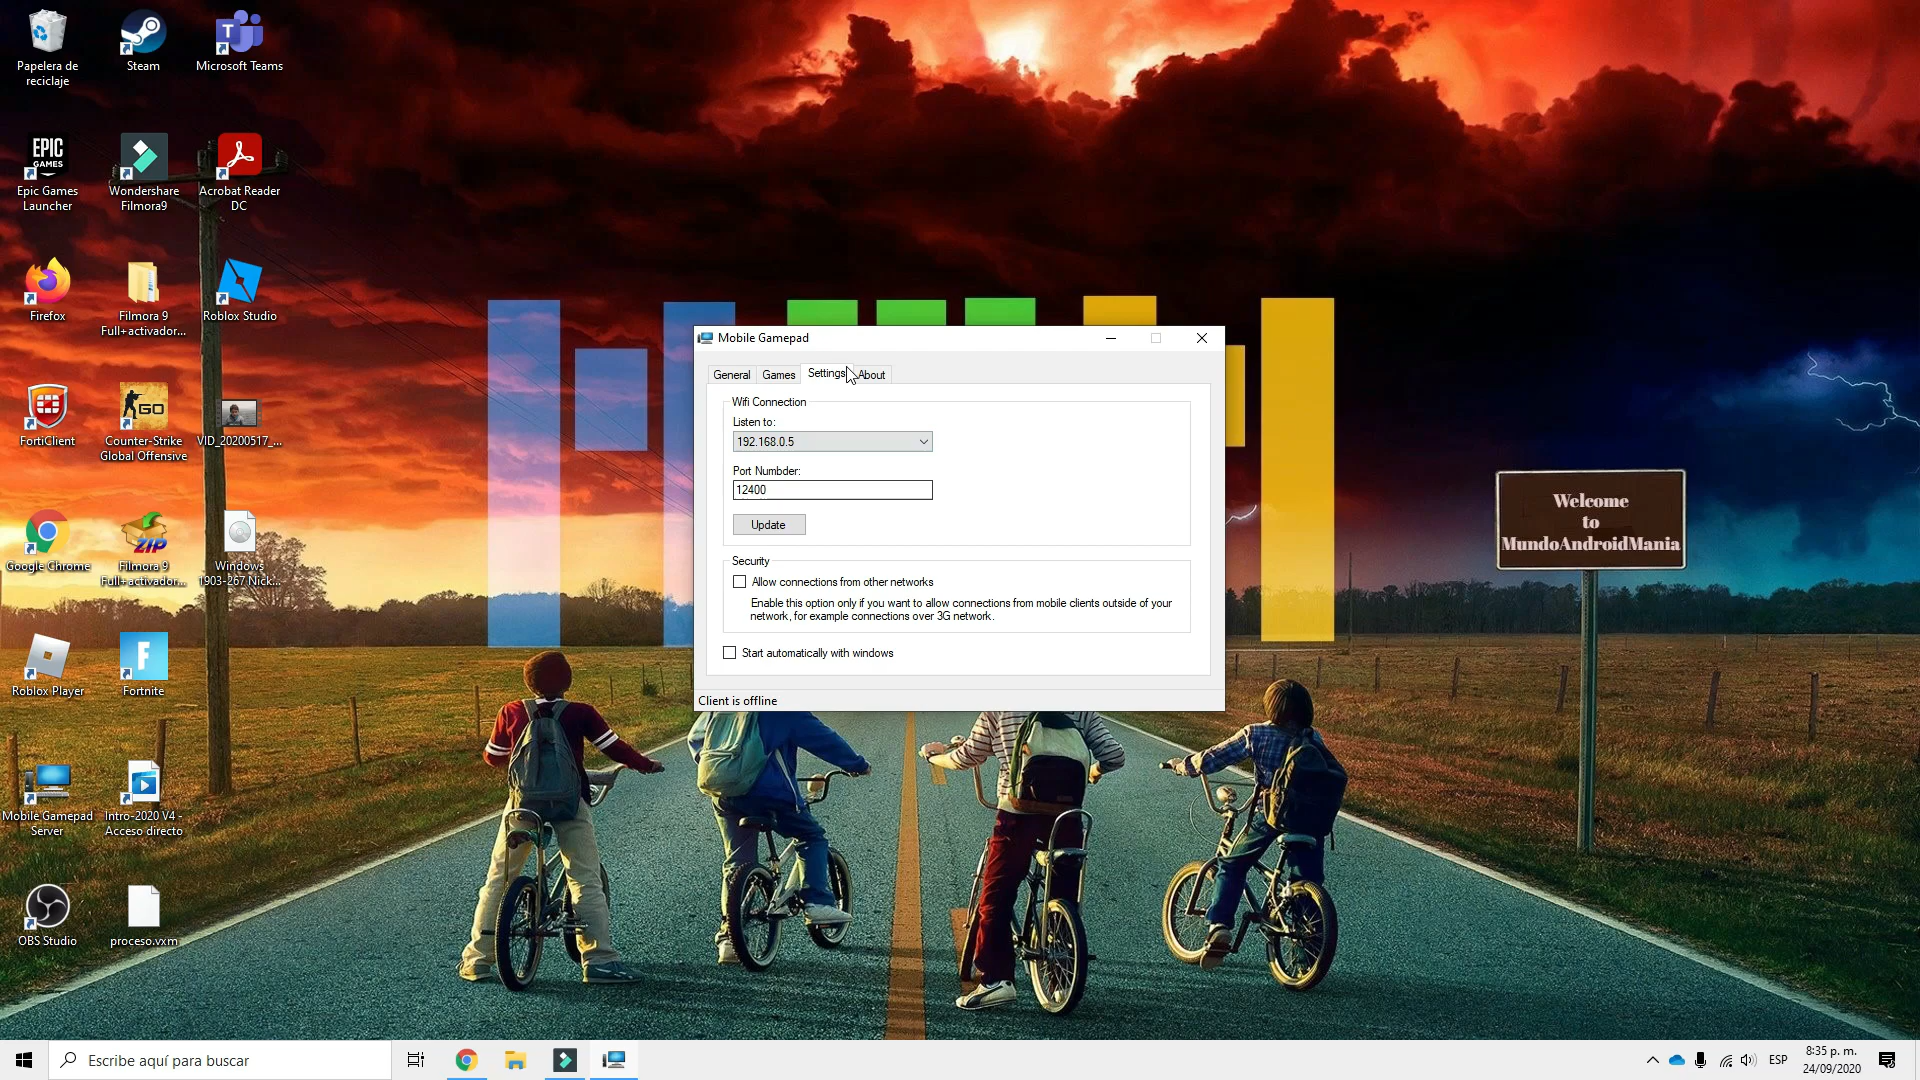 Papelera de
reciclaje
Steam
Microsoft Teams
EPIC
GAMES
Epic Games
Launcher
Wondershare
Filmora9
Acrobat Reader
DC
Firefox
Filmora 9
Full+activador...
Roblox Studio
FortiClient
GO
Counter-Strike
Global Offensive
VID_20200517_...
Google Chrome
ZIP
Filmora 9
Full+activador...
Windows
1903-267 Nick...
Roblox Player
Fortnite
Mobile Gamepad
Server
Intro-2020 V4 -
Acceso directo
OBS Studio
proceso.vxm
Mobile Gamepad
General
Games
Settings
About
Wifi Connection
Listen to:
192.168.0.5
Port Numbder:
12400
Update
Security
Allow connections from other networks
Enable this option only if you want to allow connections from mobile clients outside of your
network, for example connections over 3G network.
Start automatically with windows
Client is offline
Welcome
to
MundoAndroidMania
Escribe aquí para buscar
ESP
8:35 p. m.
24/09/2020